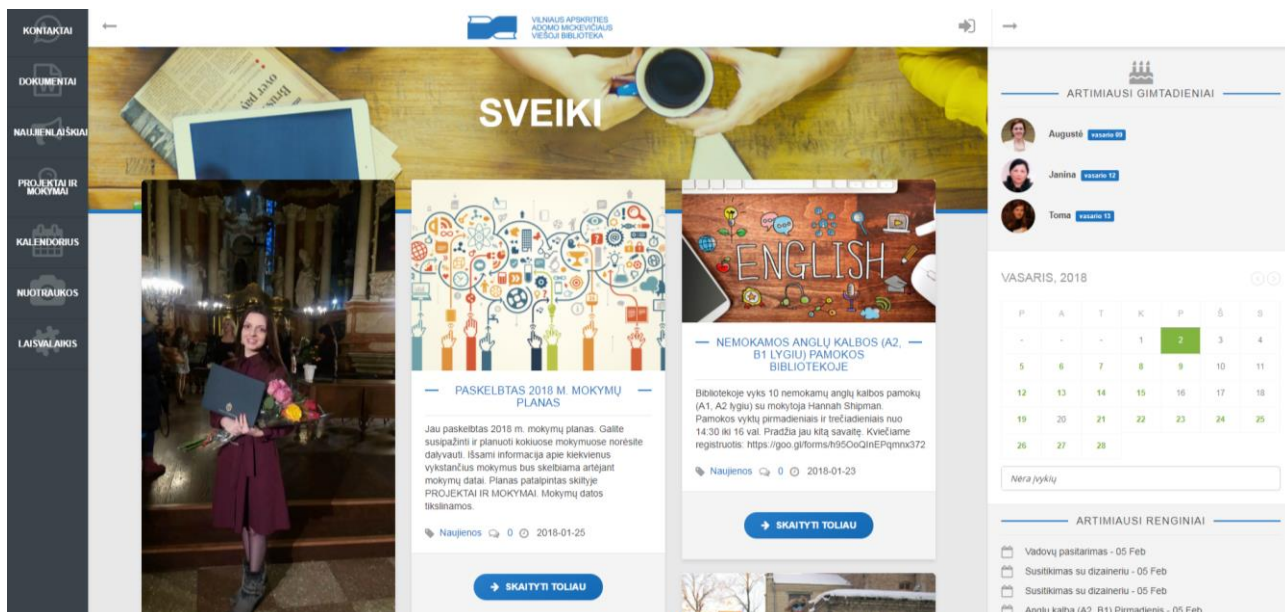 KONTAKTAI
DOKUMENTAI
NAUJIENLAIŠKIAI
PROJEKTAI IR
MOKYMAI
KALENDORIUS
NUOTRAUKOS
LAISVALAIKIS
VILNIAUS APSKRITIES
ADOMO MICKEVIČIAUS
VIEŠOJI BIBLIOTEKA
SVEIKI
PASKELBTAS 2018 M. MOKYMŲ
PLANAS
Jau paskelbtas 2018 m. mokymų planas. Galite
susipažinti ir planuoti kokiuose mokymuose norėsite
dalyvauti. Išsami informacija apie kiekvienus
vykstančius mokymus bus skelbiama artėjant
mokymų datai. Planas patalpintas skiltyje
PROJEKTAI IR MOKYMAI. Mokymų datos
tikslinamos.
Naujienos 0 2018-01-25
SKAITYTI TOLIAU
ENGLISH
NEMOKAMOS ANGLŲ KALBOS (A2,
B1 LYGIU) PAMOKOS
BIBLIOTEKOJE
Bibliotekoje vyks 10 nemokamų anglų kalbos pamokų
(A1, A2 lygiu) su mokytoja Hannah Shipman.
Pamokos vyktų pirmadieniais ir trečiadieniais nuo
14:30 iki 16 val. Pradžia jau kitą savaitę. Kviečiame
registruotis: https://goo.gl/forms/h95OoQInEPqmnx372
Naujienos 0 2018-01-23
SKAITYTI TOLIAU
ARTIMIAUSI GIMTADIENIAI
Augustė vasario 09
Janina vasario 12
Toma vasario 13
VASARIS, 2018
P A T K P Š S
- - - 1 2 3 4
5 6 7 8 9 10 11
12 13 14 15 16 17 18
19 20 21 22 23 24 25
26 27 28
Nėra įvykių
ARTIMIAUSI RENGINIAI
Vadovų pasitarimas - 05 Feb
Susitikimas su dizaineriu - 05 Feb
Susitikimas su dizaineriu - 05 Feb
Anglų kalba (A2, B1) Pirmadienis - 05 Feb